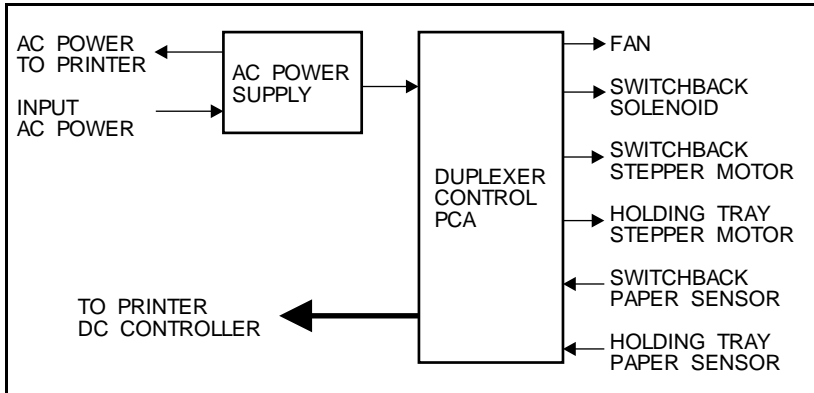 AC POWER
TO PRINTER
INPUT
AC POWER
AC POWER
SUPPLY
DUPLEXER
CONTROL
PCA
TO PRINTER
DC CONTROLLER
FAN
SWITCHBACK
SOLENOID
SWITCHBACK
STEPPER MOTOR
HOLDING TRAY
STEPPER MOTOR
SWITCHBACK
PAPER SENSOR
HOLDING TRAY
PAPER SENSOR